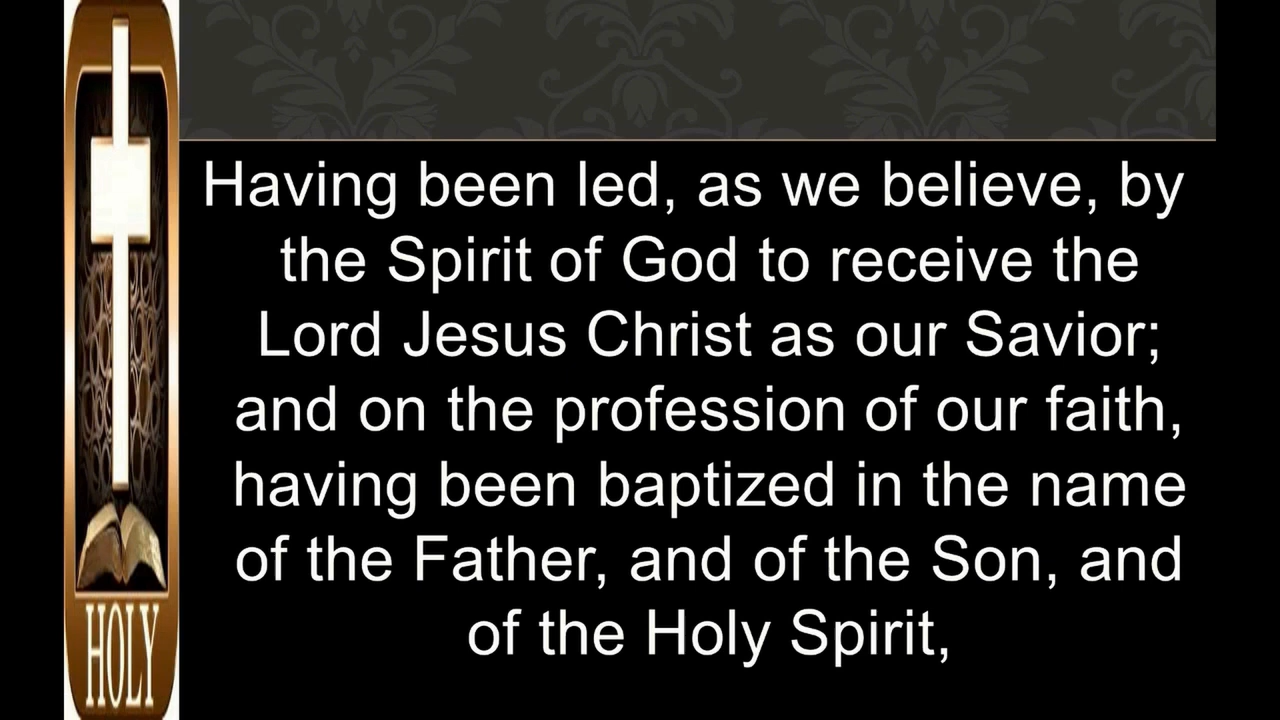 Having been led, as we believe, by
the Spirit of God to receive the
Lord Jesus Christ as our Savior;
and on the profession of our faith,
having been baptized in the name
of the Father, and of the Son, and
of the Holy Spirit,
HOLY